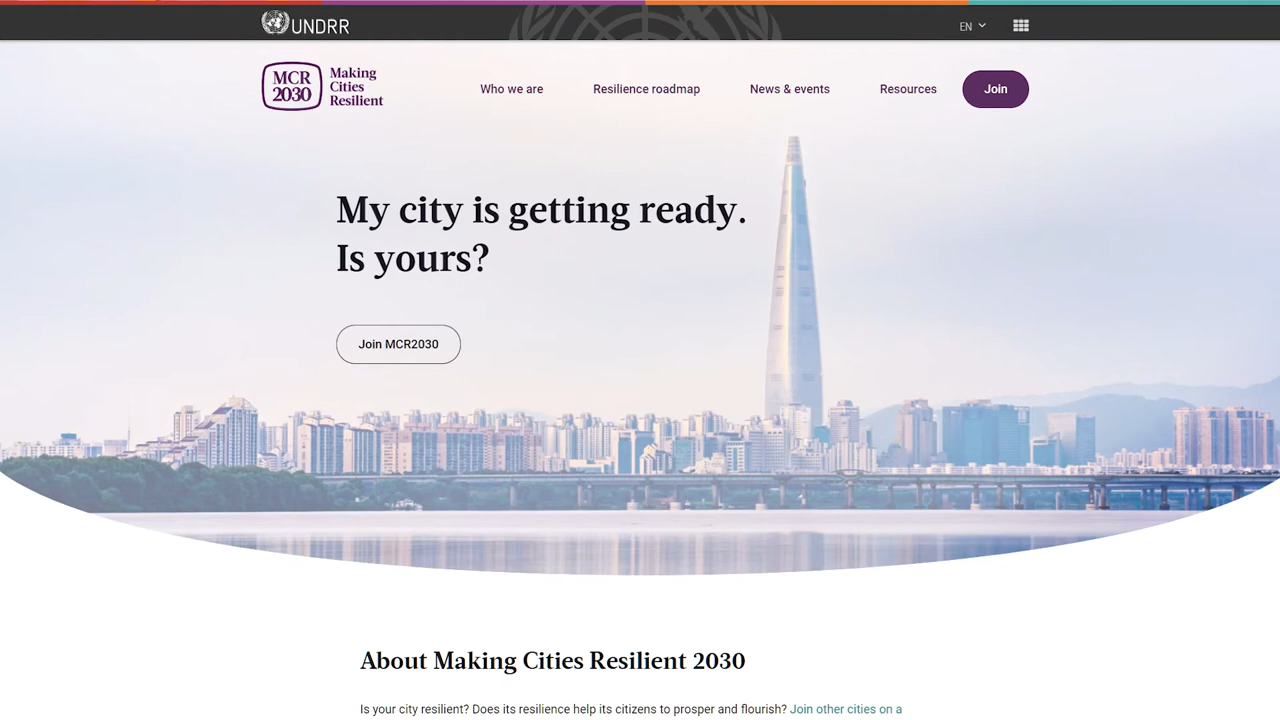 UNDRR
EN
MCR
2030
Making
Cities
Resilient
Who we are
Resilience roadmap
News & events
Resources
Join
My city is getting ready.
Is yours?
Join MCR2030
About Making Cities Resilient 2030
Is your city resilient? Does its resilience help its citizens to prosper and flourish? Join other cities on a